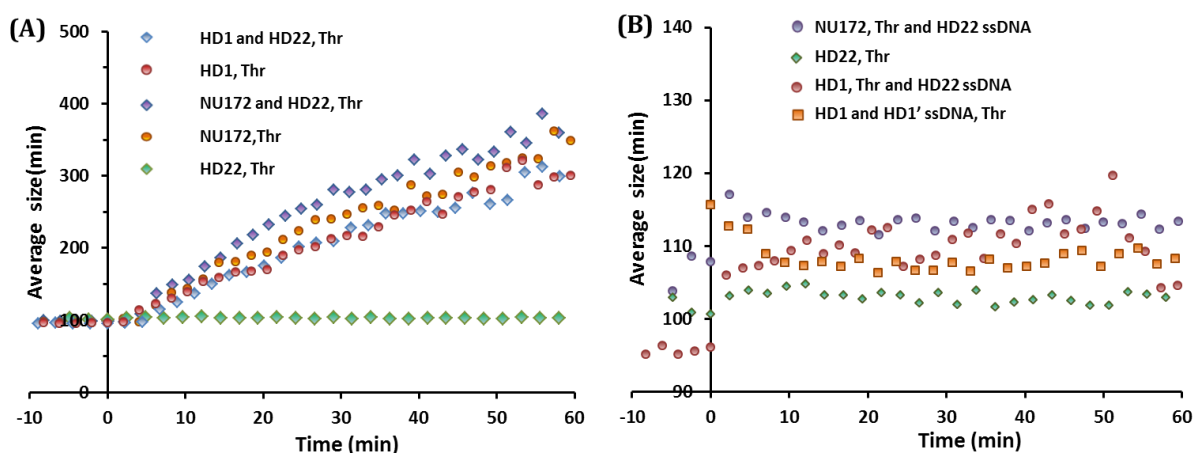 (A)
500
400
300
200
100
0
-10
0
10
20
30
40
50
60
Average size(min)
Time (min)
HD1 and HD22, Thr
HD1, Thr
NU172 and HD22, Thr
NU172,Thr
HD22, Thr
(B)
140
130
120
110
100
90
-10
0
10
20
30
40
50
60
Average size(min)
Time (min)
NU172, Thr and HD22 ssDNA
HD22, Thr
HD1, Thr and HD22 ssDNA
HD1 and HD1' ssDNA, Thr